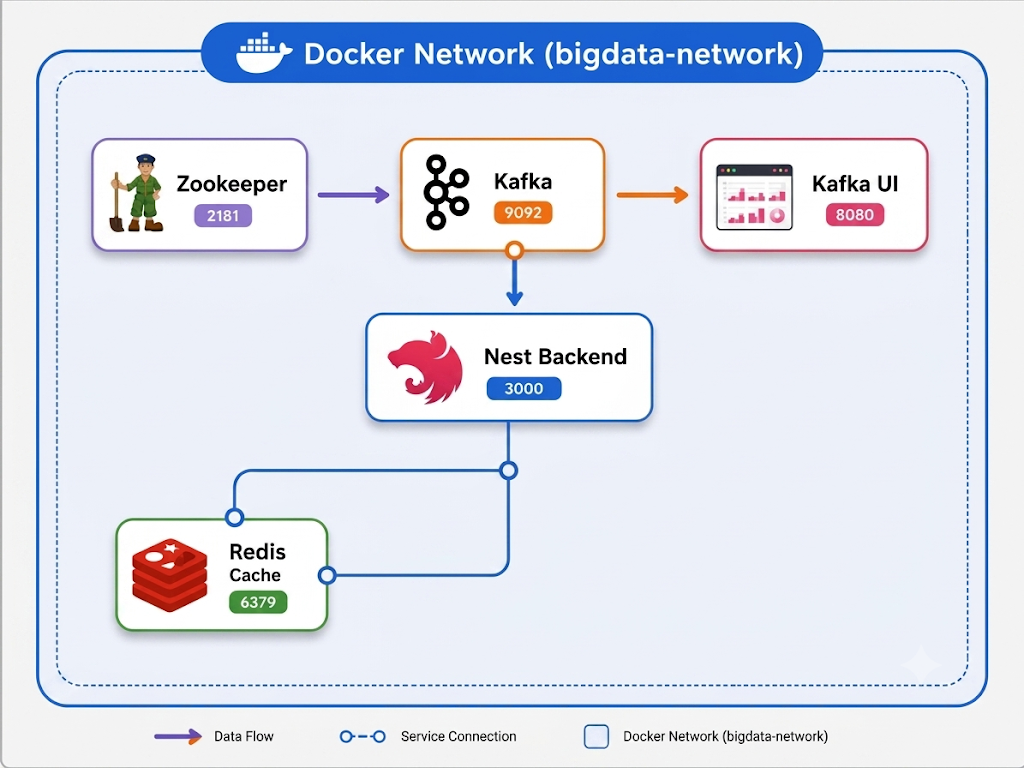 Docker Network (bigdata-network)
Zookeeper
2181
Kafka
9092
Kafka UI
8080
Nest Backend
3000
Redis
Cache
6379
Data Flow
Service Connection
Docker Network (bigdata-network)